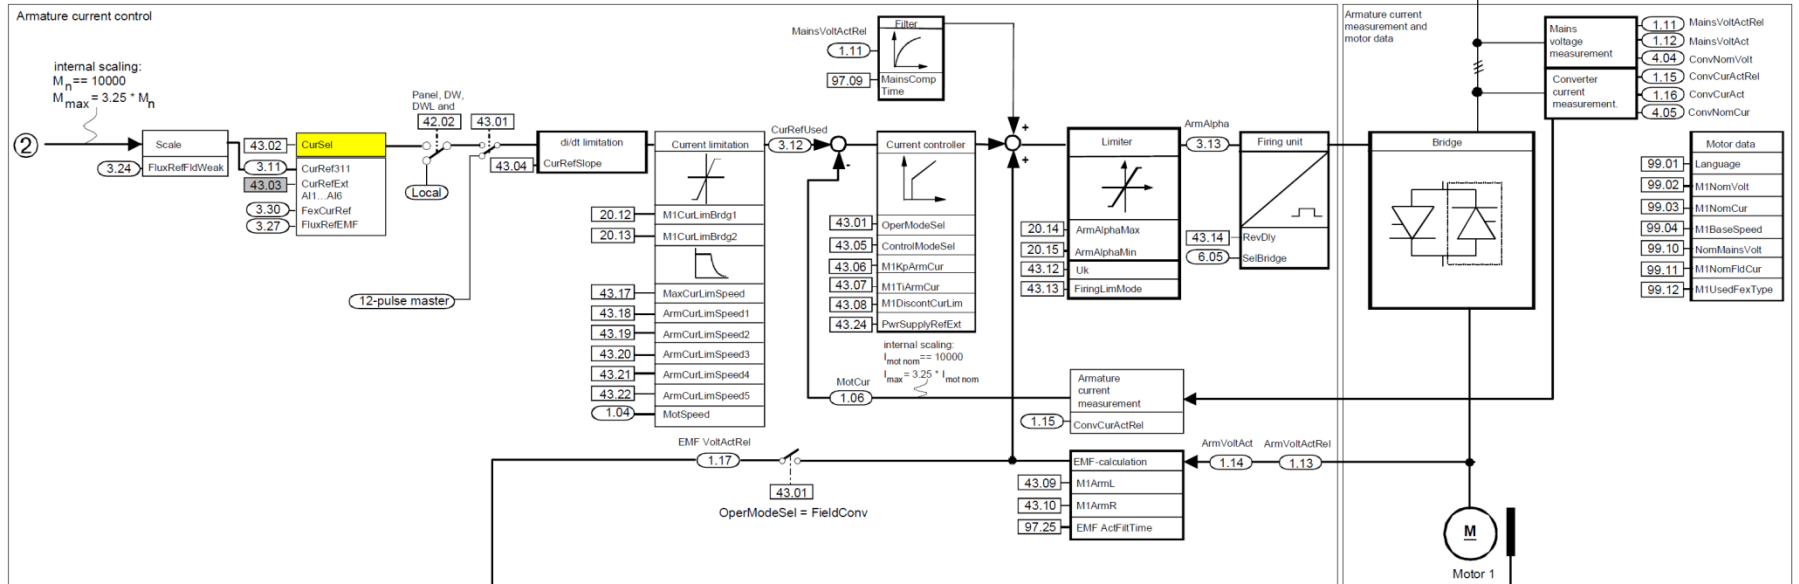 Armature current control
internal scaling:
Mn == 10000
Mmax = 3.25 * Mn
2
Scale
3.24
FluxRefFldWeak
43.02
CurSel
3.11
CurRef311
43.03
CurRefExt
AI1...AI6
3.30
FexCurRef
3.27
FluxRefEMF
Panel, DW,
DWL and
42.02
43.01
Local
12-pulse master
di/dt limitation
43.04
CurRefSlope
Current limitation
20.12
M1CurLimBrdg1
20.13
M1CurLimBrdg2
43.17
MaxCurLimSpeed
43.18
ArmCurLimSpeed1
43.19
ArmCurLimSpeed2
43.20
ArmCurLimSpeed3
43.21
ArmCurLimSpeed4
43.22
ArmCurLimSpeed5
1.04
MotSpeed
CurRefUsed
3.12
-
MainsVoltActRel
1.11
97.09
Filter
MainsComp
Time
Current controller
43.01
OperModeSel
43.05
ControlModeSel
43.06
M1KpArmCur
43.07
M1TiArmCur
43.08
M1DiscontCurLim
43.24
PwrSupplyRefExt
internal scaling:
Imot nom == 10000
Imax = 3.25 * Imot nom
MotCur
1.06
+
+
Limiter
20.14
ArmAlphaMax
20.15
ArmAlphaMin
43.12
Uk
43.13
FiringLimMode
ArmAlpha
3.13
Firing unit
43.14
RevDly
6.05
SelBridge
Armature
current
measurement
1.15
ConvCurActRel
EMF VoltActRel
1.17
43.01
OperModeSel = FieldConv
EMF-calculation
43.09
M1ArmL
43.10
M1ArmR
97.25
EMF ActFiltTime
ArmVoltAct
1.14
ArmVoltActRel
1.13
Armature current
measurement and
motor data
Bridge
M
Motor 1
Mains
voltage
measurement
1.11
MainsVoltActRel
1.12
MainsVoltAct
4.04
ConvNomVolt
Converter
current
measurement.
1.15
ConvCurActRel
1.16
ConvCurAct
4.05
ConvNomCur
Motor data
99.01
Language
99.02
M1NomVolt
99.03
M1NomCur
99.04
M1BaseSpeed
99.10
NomMainsVolt
99.11
M1NomFldCur
99.12
M1UsedFexType